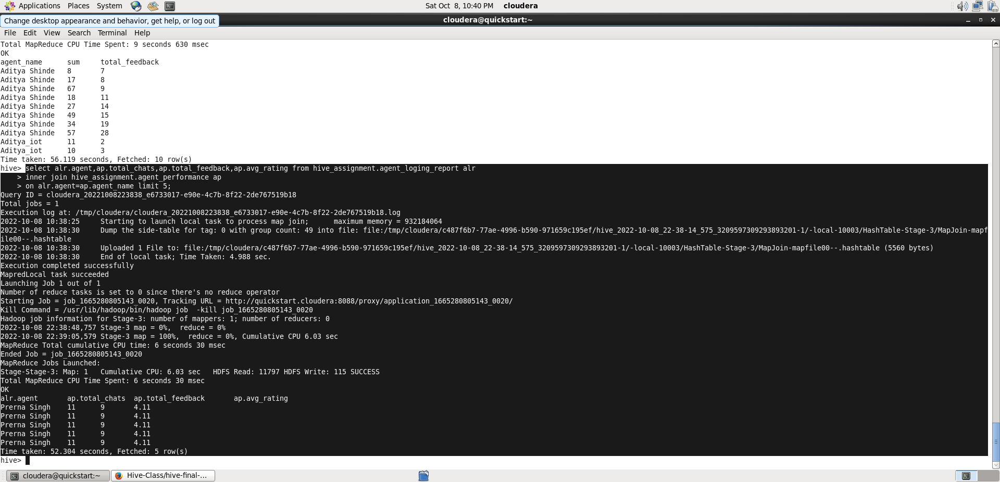 Applications Places System
Sat Oct 8, 10:40 PM cloudera
Change desktop appearance and behavior, get help, or log out
cloudera@quickstart:~
File Edit View Search Terminal Help
Total MapReduce CPU Time Spent: 9 seconds 630 msec
OK
agent_name sum total_feedback
Aditya Shinde 8 7
Aditya Shinde 17 8
Aditya Shinde 67 9
Aditya Shinde 18 11
Aditya Shinde 27 14
Aditya Shinde 49 15
Aditya Shinde 34 19
Aditya Shinde 57 28
Aditya_iot 11 2
Aditya_iot 10 3
Time taken: 56.119 seconds, Fetched: 10 row(s)
hive> select alr.agent,ap.total_chats,ap.total_feedback,ap.avg_rating from hive_assignment.agent_loging_report alr
> inner join hive_assignment.agent_performance ap
> on alr.agent=ap.agent_name limit 5;
Query ID = cloudera_20221008223838_e6733017-e90e-4c7b-8f22-2de767519b18
Total jobs = 1
Execution log at: /tmp/cloudera/cloudera_20221008223838_e6733017-e90e-4c7b-8f22-2de767519b18.log
2022-10-08 10:38:25 Starting to launch local task to process map join; maximum memory = 932184064
2022-10-08 10:38:30 Dump the side-table for tag: 0 with group count: 49 into file: file:/tmp/cloudera/c487f6b7-77ae-4996-b590-971659c195ef/hive_2022-10-08_22-38-14_575_3209597309293893201-1/-local-10003/HashTable-Stage-3/MapJoin-mapf
ile00--.hashtable
2022-10-08 10:38:30 Uploaded 1 File to: file:/tmp/cloudera/c487f6b7-77ae-4996-b590-971659c195ef/hive_2022-10-08_22-38-14_575_3209597309293893201-1/-local-10003/HashTable-Stage-3/MapJoin-mapfile00--.hashtable (5560 bytes)
2022-10-08 10:38:30 End of local task; Time Taken: 4.988 sec.
Execution completed successfully
MapredLocal task succeeded
Launching Job 1 out of 1
Number of reduce tasks is set to 0 since there's no reduce operator
Starting Job = job_1665280805143_0020, Tracking URL = http://quickstart.cloudera:8088/proxy/application_1665280805143_0020/
Kill Command = /usr/lib/hadoop/bin/hadoop job -kill job_1665280805143_0020
Hadoop job information for Stage-3: number of mappers: 1; number of reducers: 0
2022-10-08 22:38:48,757 Stage-3 map = 0%, reduce = 0%
2022-10-08 22:39:05,579 Stage-3 map = 100%, reduce = 0%, Cumulative CPU 6.03 sec
MapReduce Total cumulative CPU time: 6 seconds 30 msec
Ended Job = job_1665280805143_0020
MapReduce Jobs Launched:
Stage-Stage-3: Map: 1 Cumulative CPU: 6.03 sec HDFS Read: 11797 HDFS Write: 115 SUCCESS
Total MapReduce CPU Time Spent: 6 seconds 30 msec
OK
alr.agent ap.total_chats ap.total_feedback ap.avg_rating
Prerna Singh 11 9 4.11
Prerna Singh 11 9 4.11
Prerna Singh 11 9 4.11
Prerna Singh 11 9 4.11
Prerna Singh 11 9 4.11
Time taken: 52.304 seconds, Fetched: 5 row(s)
hive>
cloudera@quickstart:~ Hive-Class/hive-final-...